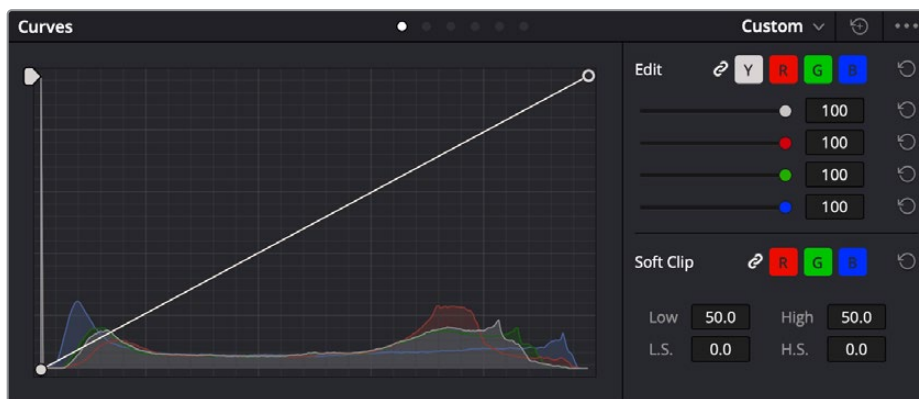 Curves
Custom
Edit
Y R G B
100
100
100
100
Soft Clip
R G B
Low 50.0 High 50.0
L.S. 0.0 H.S. 0.0